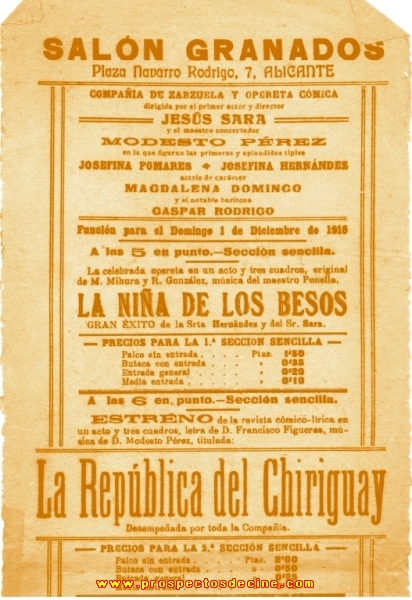 SALÓN GRANADOS
Plaza Navarro Rodrigo, 7, ALICANTE
COMPAÑIA DE ZARZUELA Y OPERETA CÓMICA
dirigida por el primer actor y director
JESÚS SARA
y el maestro concertador
MODESTO PÉREZ
en la que figuran las primeras y aplaudidas tiples
JOSEFINA POMARES JOSEFINA HERNÁNDEZ
actriz de carácter
MAGDALENA DOMINGO
y el notable barítono
GASPAR RODRIGO
Función para el Domingo 1 de Diciembre de 1918
A las 5 en punto.—Sección sencilla.
La celebrada opereta en un acto y tres cuadros, original
de M. Mihura y R. González, música del maestro Penella,
LA NIÑA DE LOS BESOS
GRAN ÉXITO de la Srta Hernández y del Sr. Sara.
PRECIOS PARA LA 1.ª SECCION SENCILLA
Palco sin entrada . . . . Ptas. 1'50
Butaca con entrada . . . . » 0'35
Entrada general . . . . » 0'20
Media entrada . . . . » 0'10
A las 6 en punto.—Sección sencilla.
ESTRENO de la revista cómico-lírica en
un acto y tres cuadros, letra de D. Francisco Figueras, mú-
sica de D. Modesto Pérez, titulada:
La República del Chiriguay
Desempeñada por toda la Compañía.
PRECIOS PARA LA 2.ª SECCIÓN SENCILLA
Palco sin entrada . . . . Ptas. 2'00
Butaca con entrada . . . . » 0'50
Entrada general
www.prospectosdecine.com